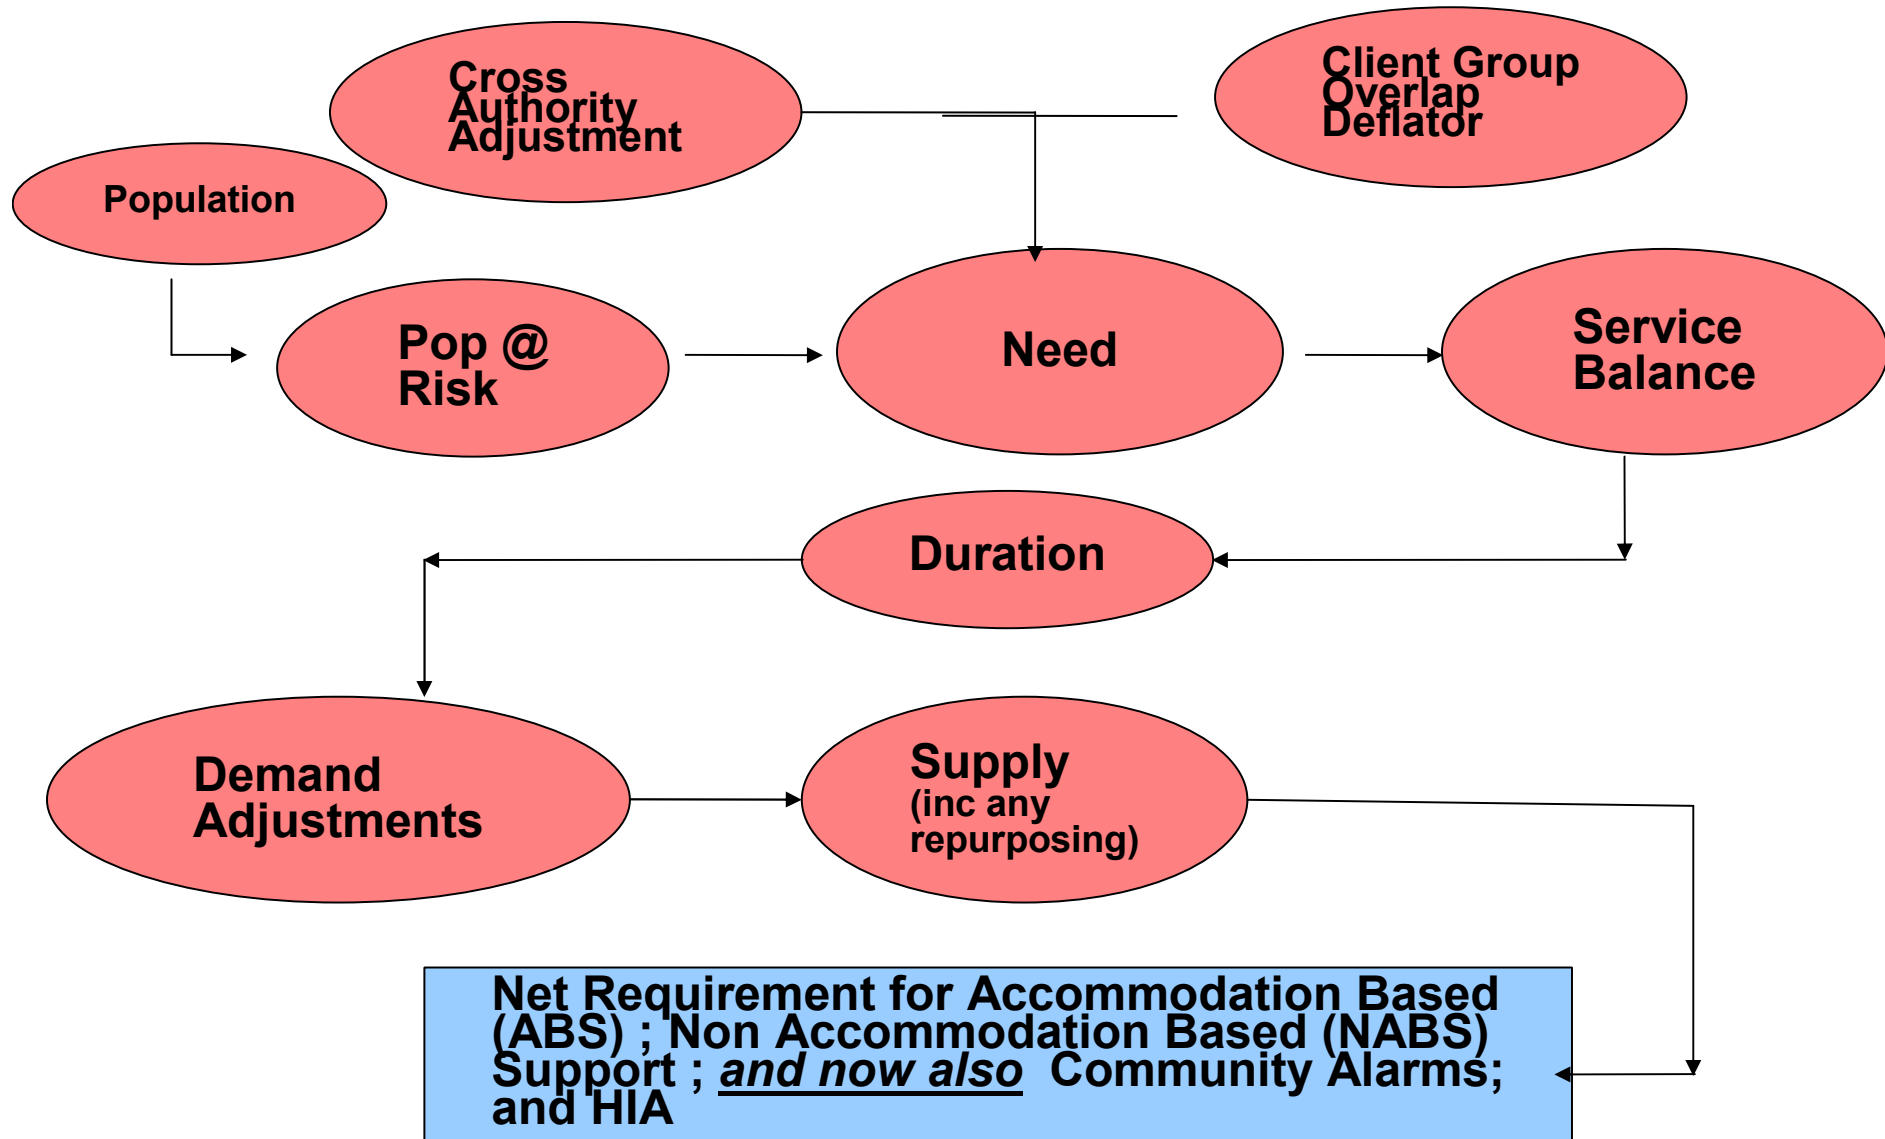 Cross
Authority
Adjustment
Client Group
Overlap
Deflator
Population
Pop @
Risk
Need
Service
Balance
Duration
Demand
Adjustments
Supply
(inc any
repurposing)
Net Requirement for Accommodation Based
(ABS) ; Non Accommodation Based (NABS)
Support ; and now also Community Alarms;
and HIA